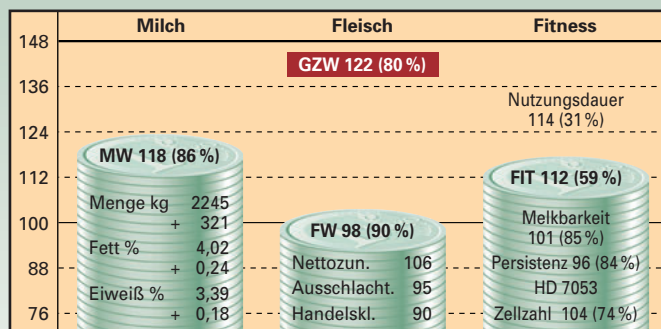 Milch Fleisch Fitness
148
GZW 122 (80 %)
136
Nutzungsdauer
114 (31 %)
124
MW 118 (86 %)
112
FIT 112 (59 %)
Menge kg 2245
+ 321
100
Melkbarkeit
101 (85 %)
FW 98 (90 %)
Fett % 4,02
+ 0,24
88
Nettozun. 106
Persistenz 96 (84 %)
Eiweiß % 3,39
Ausschlacht. 95
HD 7053
76
+ 0,18
Handelskl. 90
Zellzahl 104 (74 %)